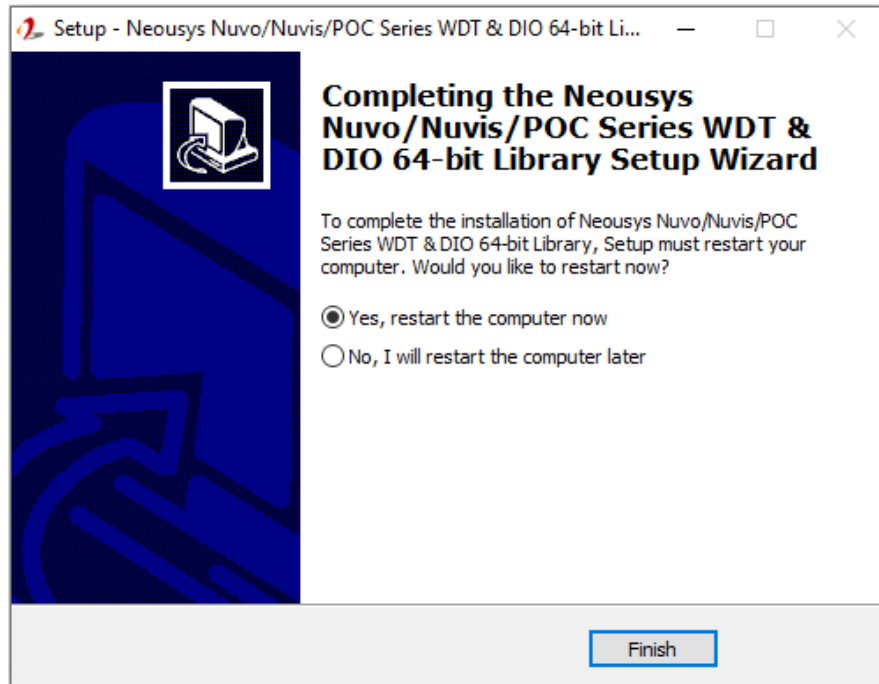 Setup - Neousys Nuvo/Nuvis/POC Series WDT & DIO 64-bit Li...
Completing the Neousys
Nuvo/Nuvis/POC Series WDT &
DIO 64-bit Library Setup Wizard
To complete the installation of Neousys Nuvo/Nuvis/POC
Series WDT & DIO 64-bit Library, Setup must restart your
computer. Would you like to restart now?
Yes, restart the computer now
No, I will restart the computer later
Finish